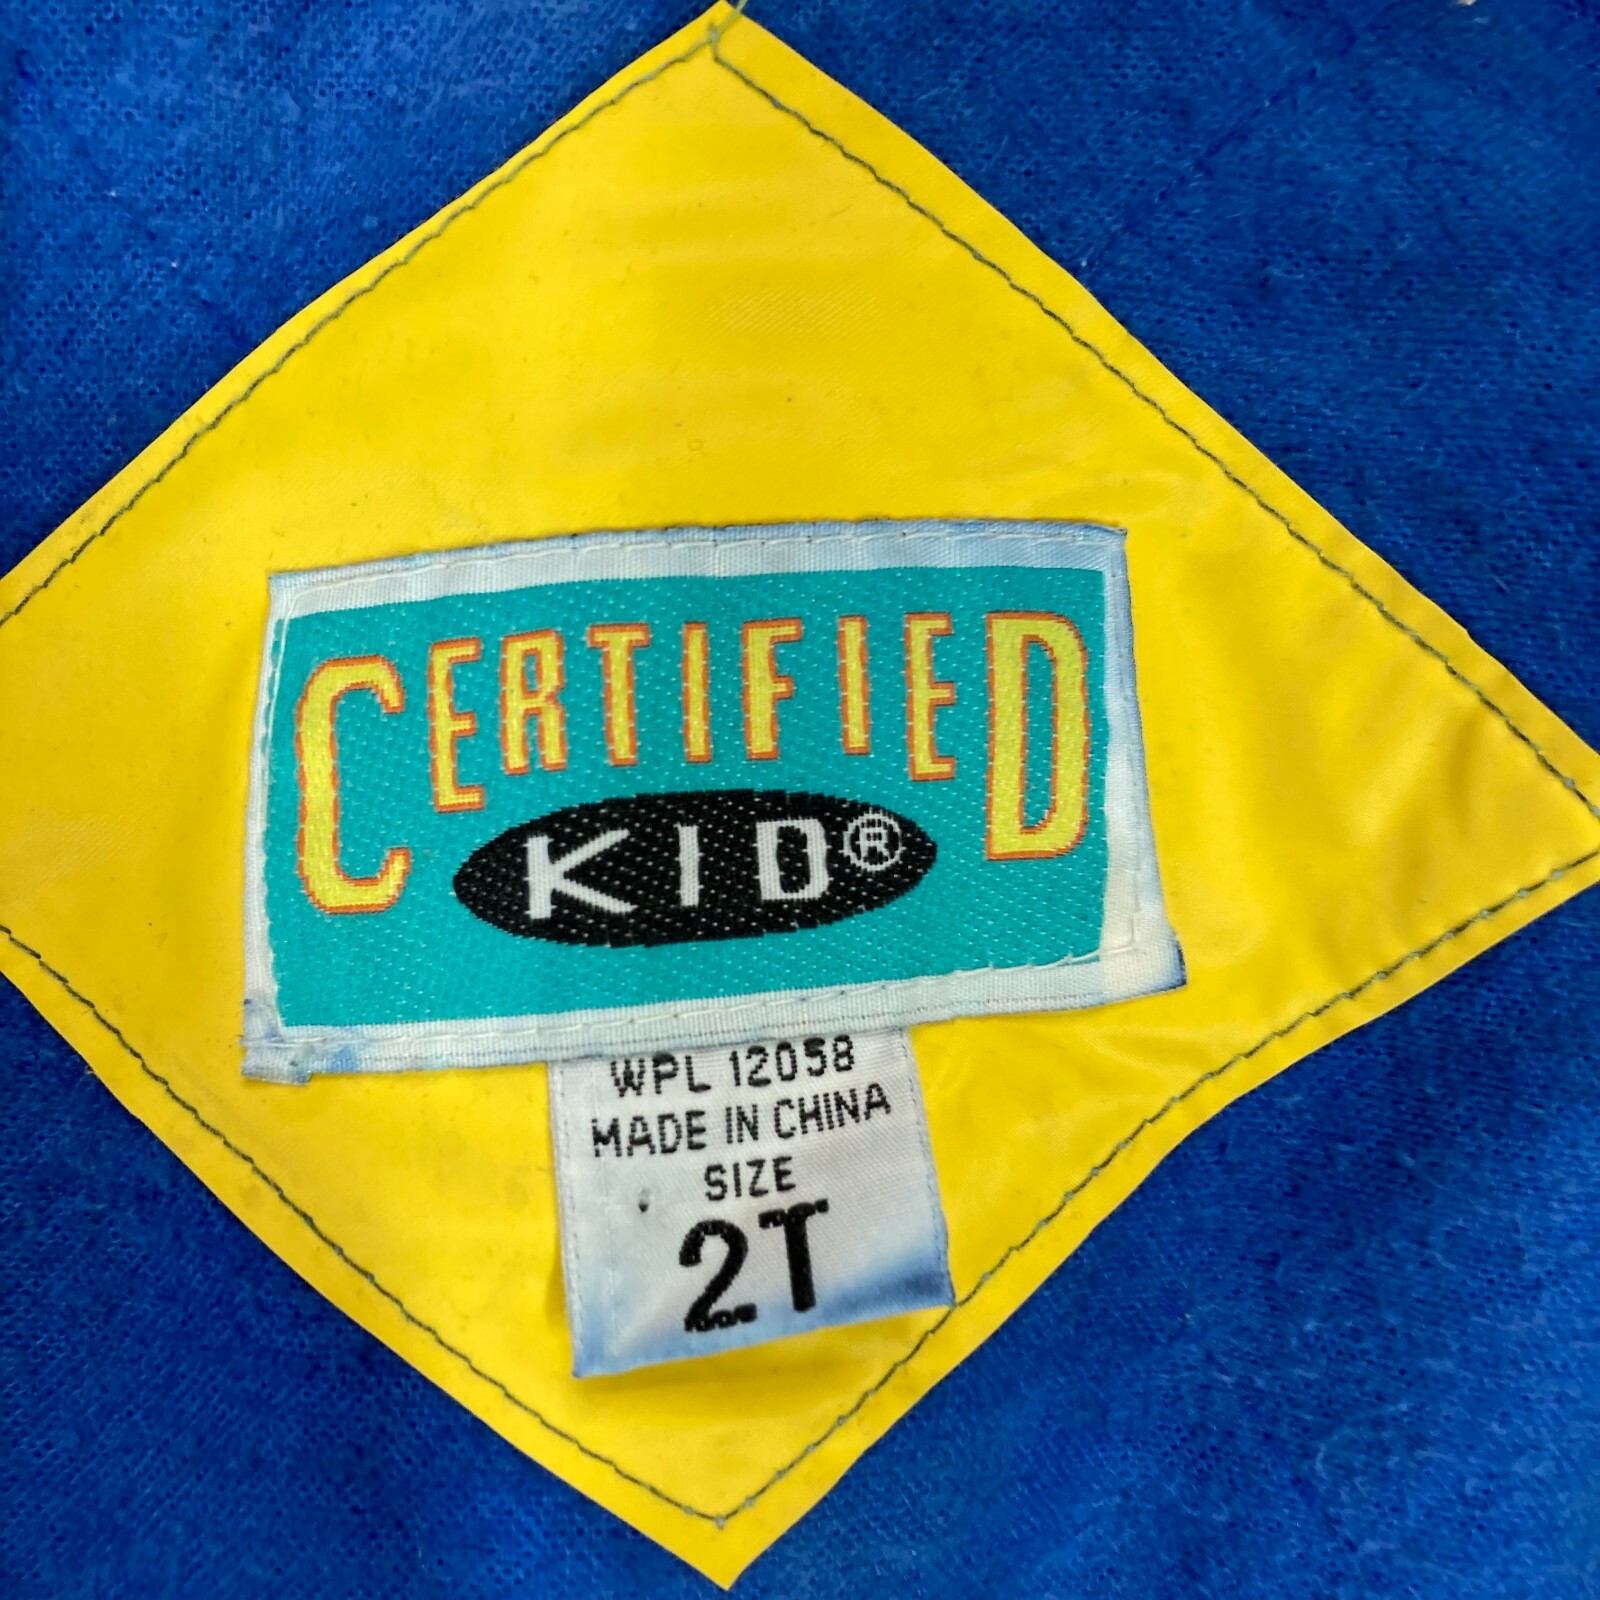 CERTIFIED
KID®
WPL 12058
MADE IN CHINA
SIZE
2T